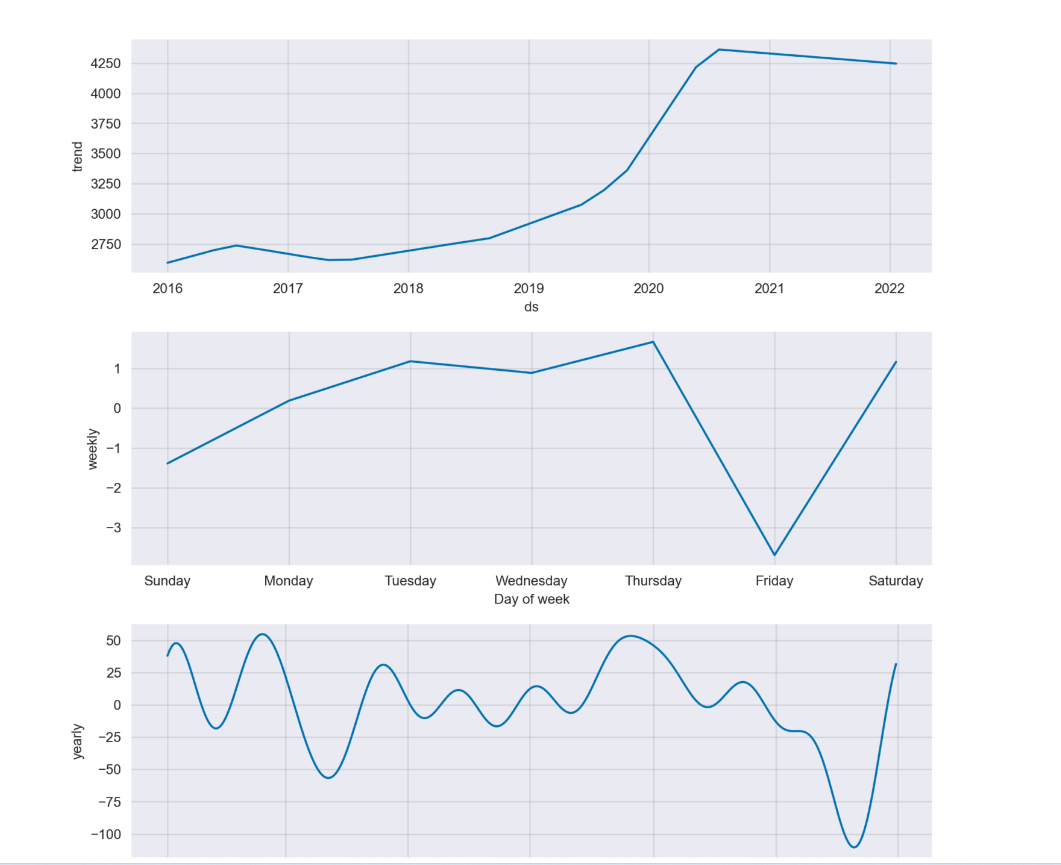 4250
4000
3750
3500
3250
3000
2750
trend
2016 2017 2018 2019 2020 2021 2022
ds
1
0
−1
−2
−3
weekly
Sunday Monday Tuesday Wednesday Thursday Friday Saturday
Day of week
50
25
0
−25
−50
−75
−100
yearly